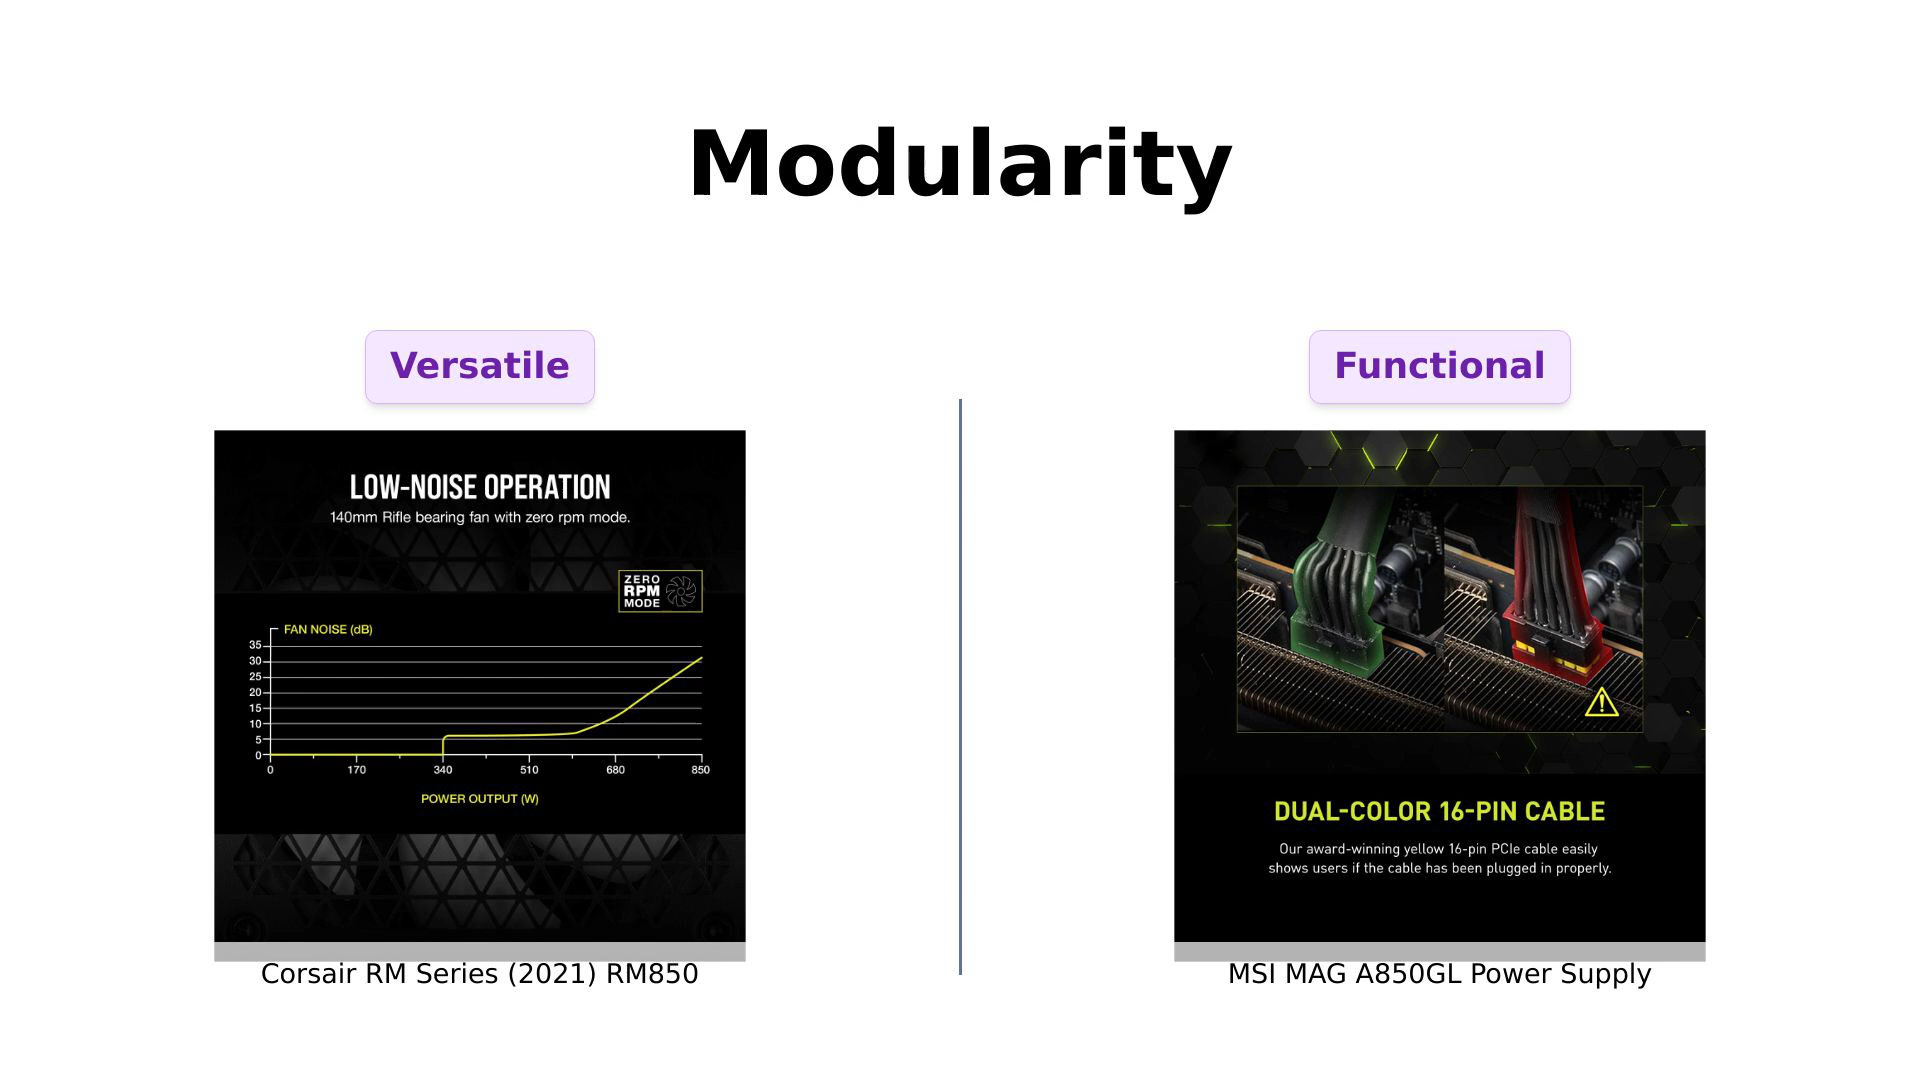 Modularity
Versatile
Functional
LOW-NOISE OPERATION
140mm Rifle bearing fan with zero rpm mode.
ZERO
RPM
MODE
FAN NOISE (dB)
35
30
25
20
15
10
5
0
0 170 340 510 680 850
POWER OUTPUT (W)
Corsair RM Series (2021) RM850
DUAL-COLOR 16-PIN CABLE
Our award-winning yellow 16-pin PCIe cable easily
shows users if the cable has been plugged in properly.
MSI MAG A850GL Power Supply